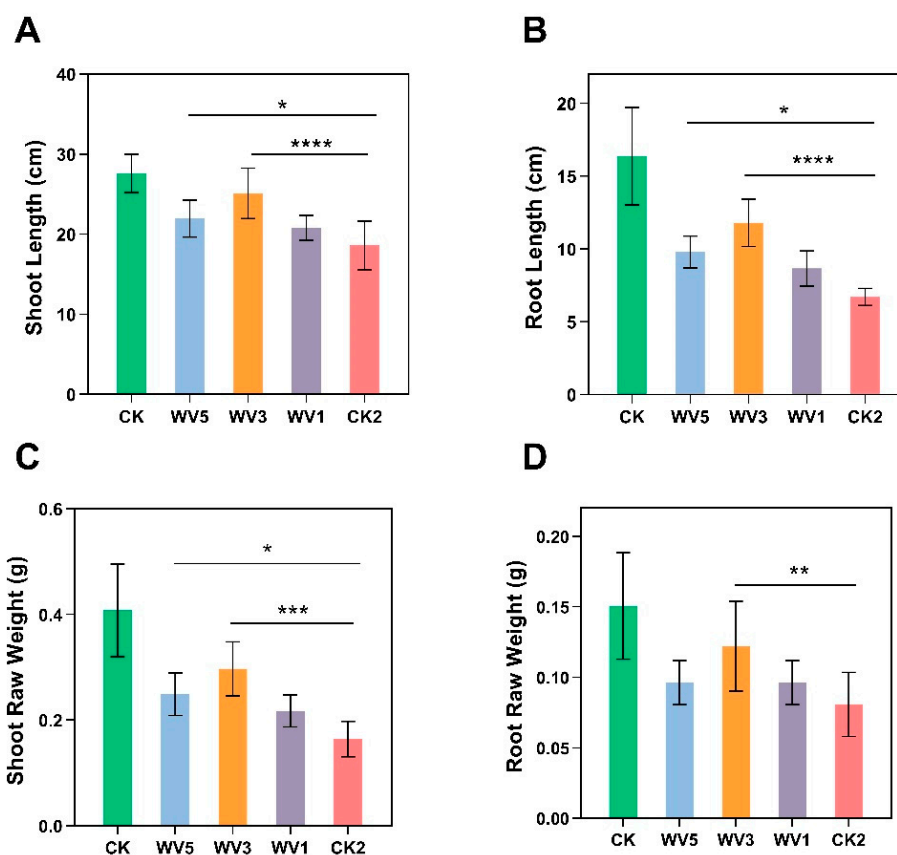 A
Shoot Length (cm)
40
30
20
10
0
*
****
CK WV5 WV3 WV1 CK2
B
Root Length (cm)
20
15
10
5
0
*
****
CK WV5 WV3 WV1 CK2
C
Shoot Raw Weight (g)
0.6
0.4
0.2
0.0
*
***
CK WV5 WV3 WV1 CK2
D
Root Raw Weight (g)
0.20
0.15
0.10
0.05
0.00
**
CK WV5 WV3 WV1 CK2